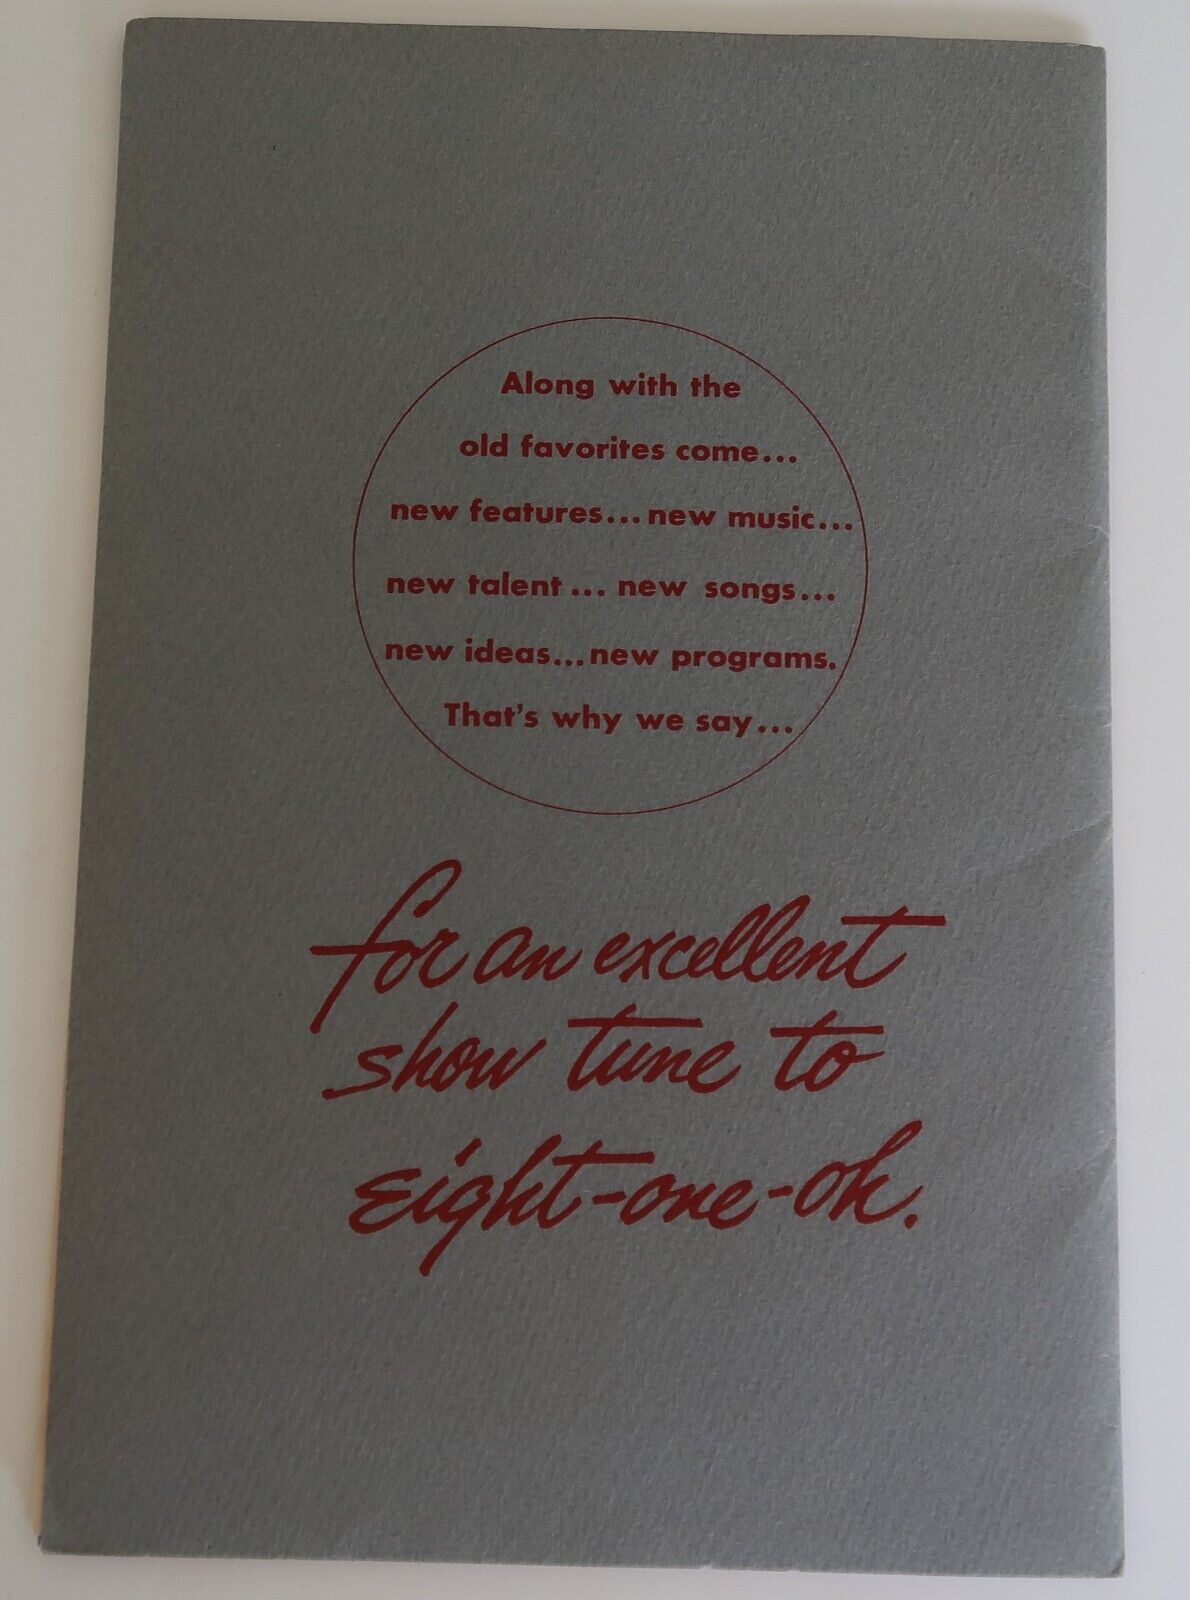 Along with the
old favorites come...
new features...new music...
new talent... new songs...
new ideas...new programs.
That's why we say...
for an excellent
show tune to
Eight-one-oh.